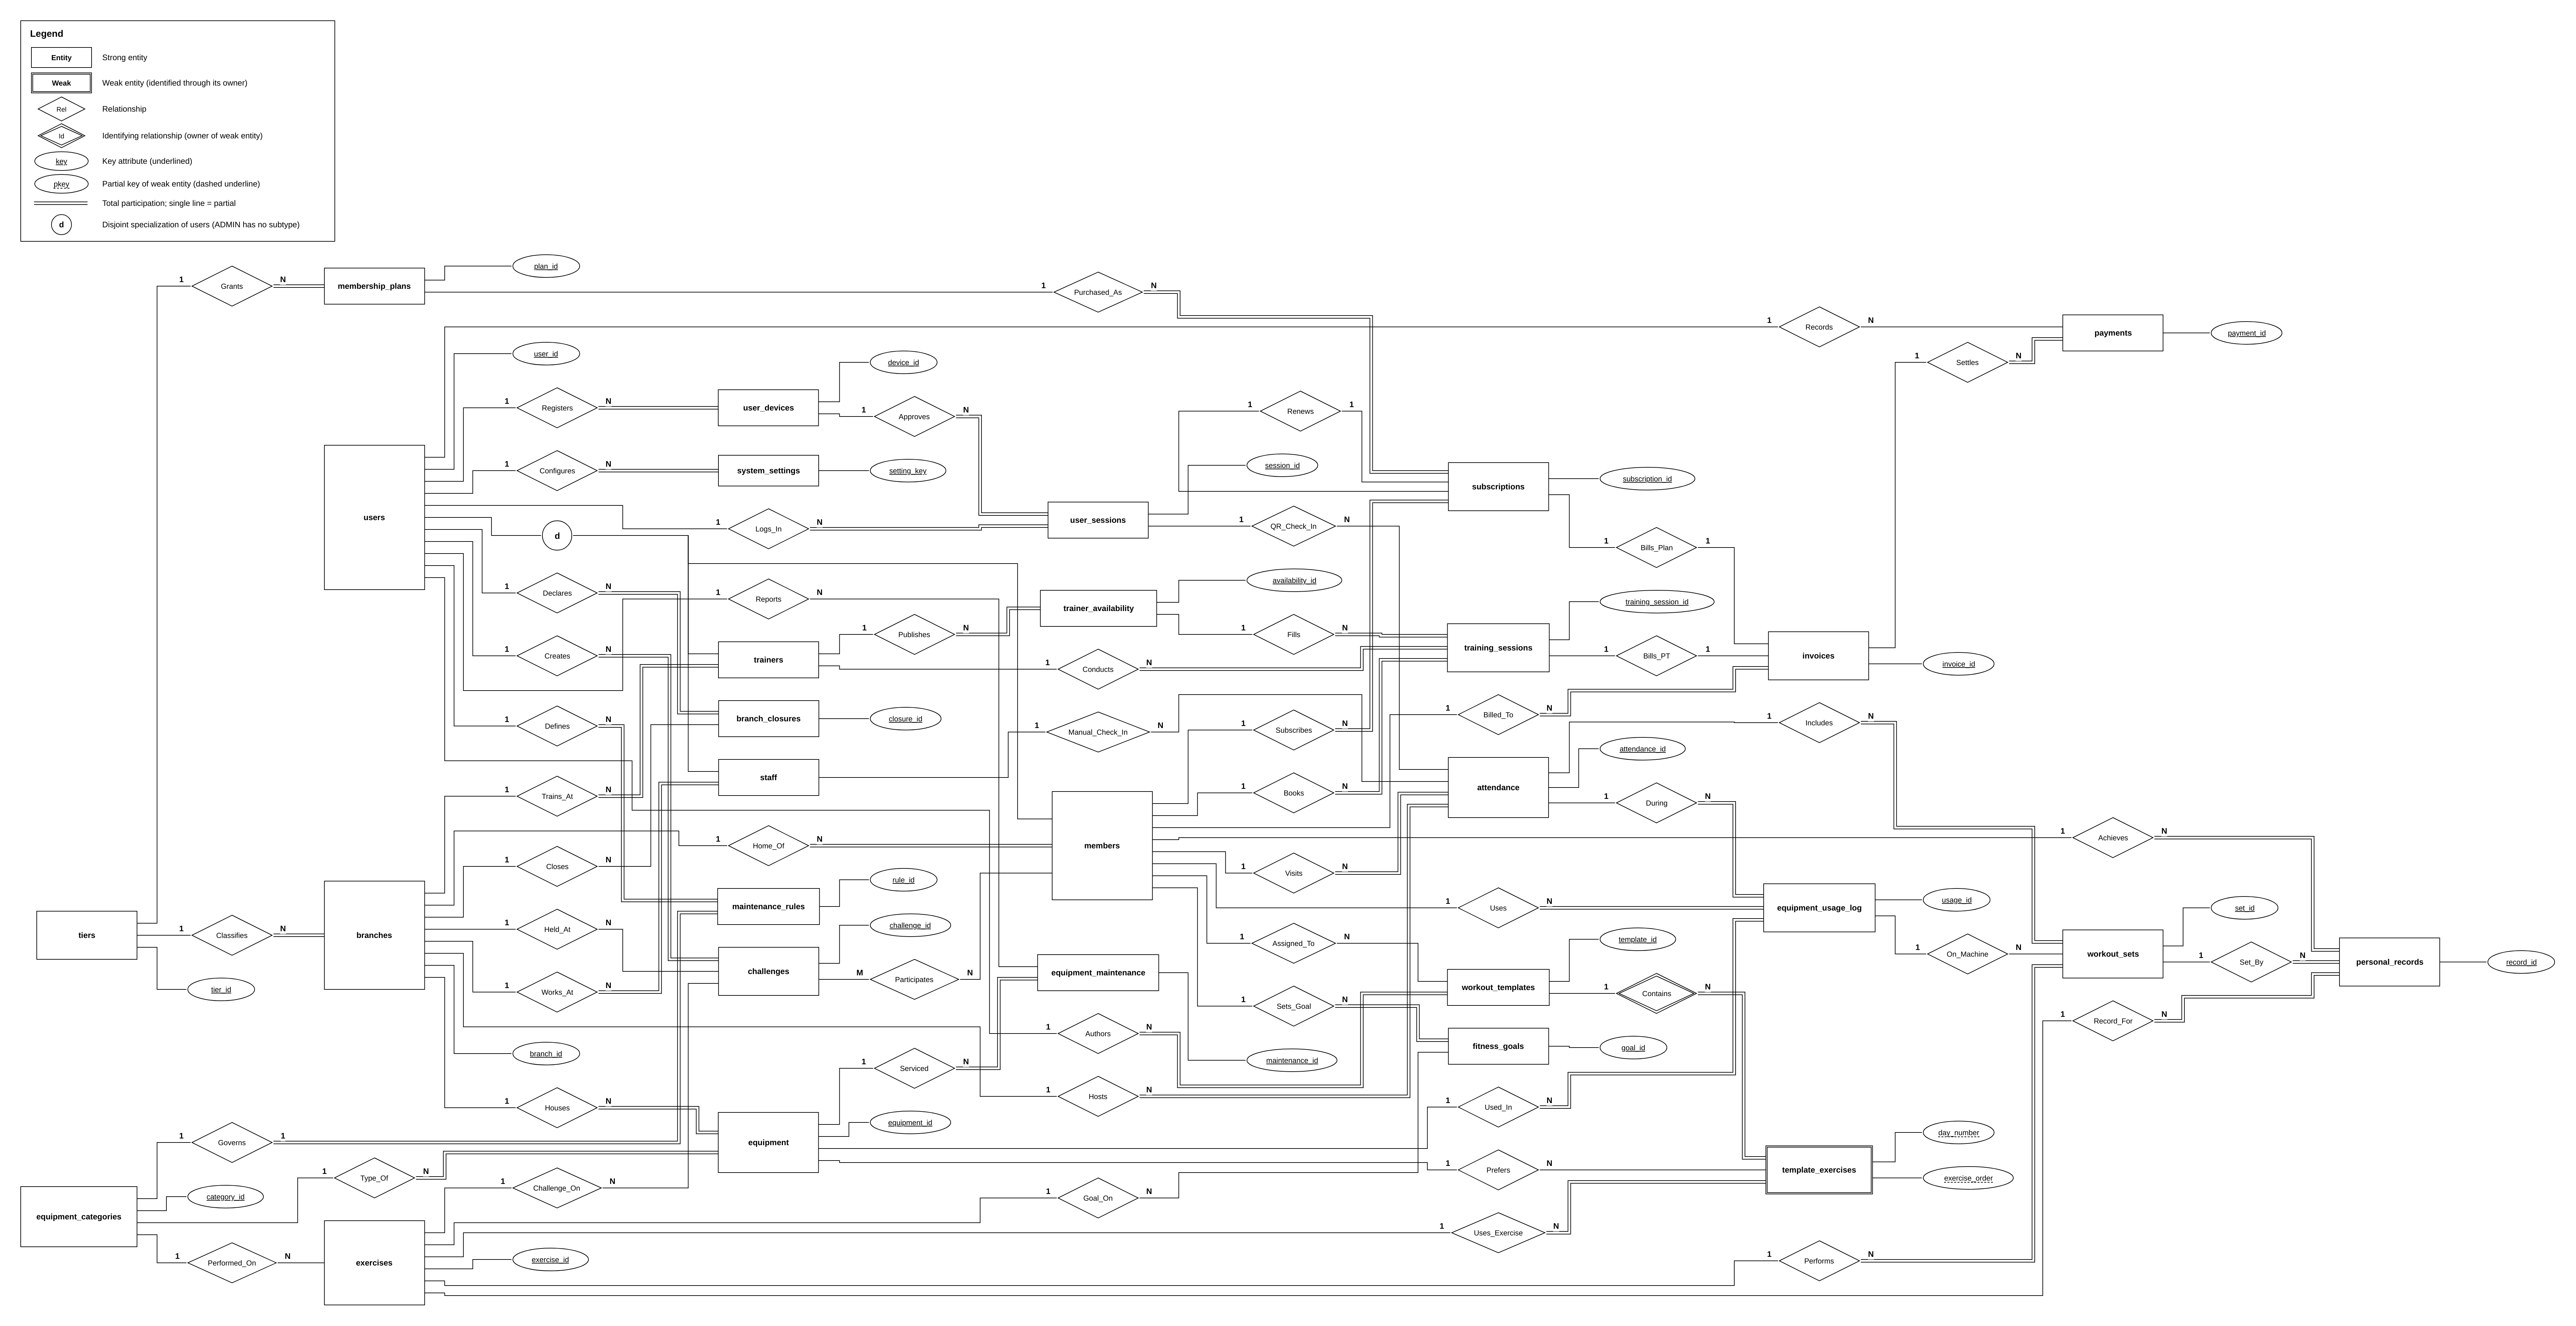 Legend
Entity Strong entity
Weak Weak entity (identified through its owner)
Rel Relationship
Id Identifying relationship (owner of weak entity)
key Key attribute (underlined)
pkey Partial key of weak entity (dashed underline)
Total participation; single line = partial
d Disjoint specialization of users (ADMIN has no subtype)
plan_id
1 Grants N membership_plans
1 Purchased_As N
1 Records N
payments
payment_id
user_id
device_id
1 Settles N
1 Registers N
user_devices
1 Approves N
1 Renews 1
1 Configures N
system_settings
setting_key
session_id
subscriptions
subscription_id
users
1 Logs_In N
user_sessions
1 QR_Check_In N
d
1 Bills_Plan 1
availability_id
1 Declares N
1 Reports N
trainer_availability
training_session_id
1 Publishes N
1 Fills N
training_sessions
1 Creates N
trainers
1 Conducts N
1 Bills_PT 1
invoices
invoice_id
branch_closures
closure_id
1 Billed_To N
1 Defines N
1 Manual_Check_In N
1 Subscribes N
1 Includes N
attendance_id
staff
attendance
1 Trains_At N
1 Books N
1 During N
1 Home_Of N
members
1 Achieves N
1 Closes N
rule_id
1 Visits N
maintenance_rules
1 Uses N
equipment_usage_log
usage_id
set_id
challenge_id
tiers
1 Classifies N
branches
1 Held_At N
1 Assigned_To N
template_id
1 On_Machine N
workout_sets
1 Set_By N
personal_records
record_id
challenges
M Participates N
equipment_maintenance
tier_id
1 Works_At N
workout_templates
1 Contains N
1 Sets_Goal N
1 Record_For N
1 Authors N
fitness_goals
goal_id
branch_id
1 Serviced N
maintenance_id
1 Hosts N
1 Houses N
1 Used_In N
equipment_id
1 Governs 1
equipment
day_number
1 Type_Of N
1 Prefers N
template_exercises
exercise_order
1 Challenge_On N
category_id
1 Goal_On N
equipment_categories
1 Uses_Exercise N
exercise_id
1 Performed_On N
exercises
1 Performs N